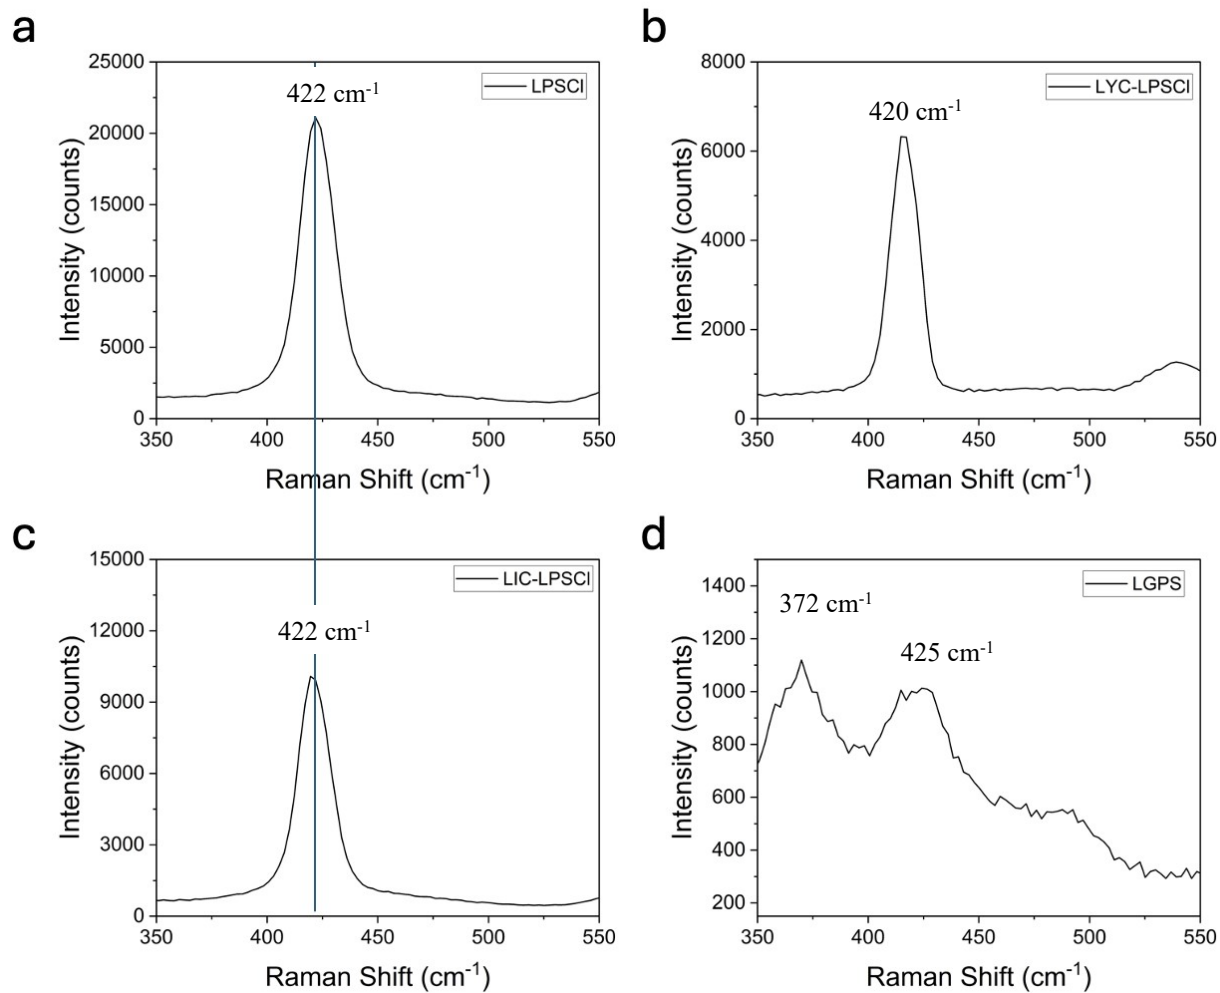 a
25000
20000
15000
10000
5000
0
Intensity (counts)
422 cm-1
LPSCl
350
400
450
500
550
Raman Shift (cm-1)
b
8000
6000
4000
2000
0
Intensity (counts)
420 cm-1
LYC-LPSCl
350
400
450
500
550
Raman Shift (cm-1)
c
15000
12000
9000
6000
3000
0
Intensity (counts)
422 cm-1
LIC-LPSCl
350
400
450
500
550
Raman Shift (cm-1)
d
1400
1200
1000
800
600
400
200
Intensity (counts)
372 cm-1
425 cm-1
LGPS
350
400
450
500
550
Raman Shift (cm-1)